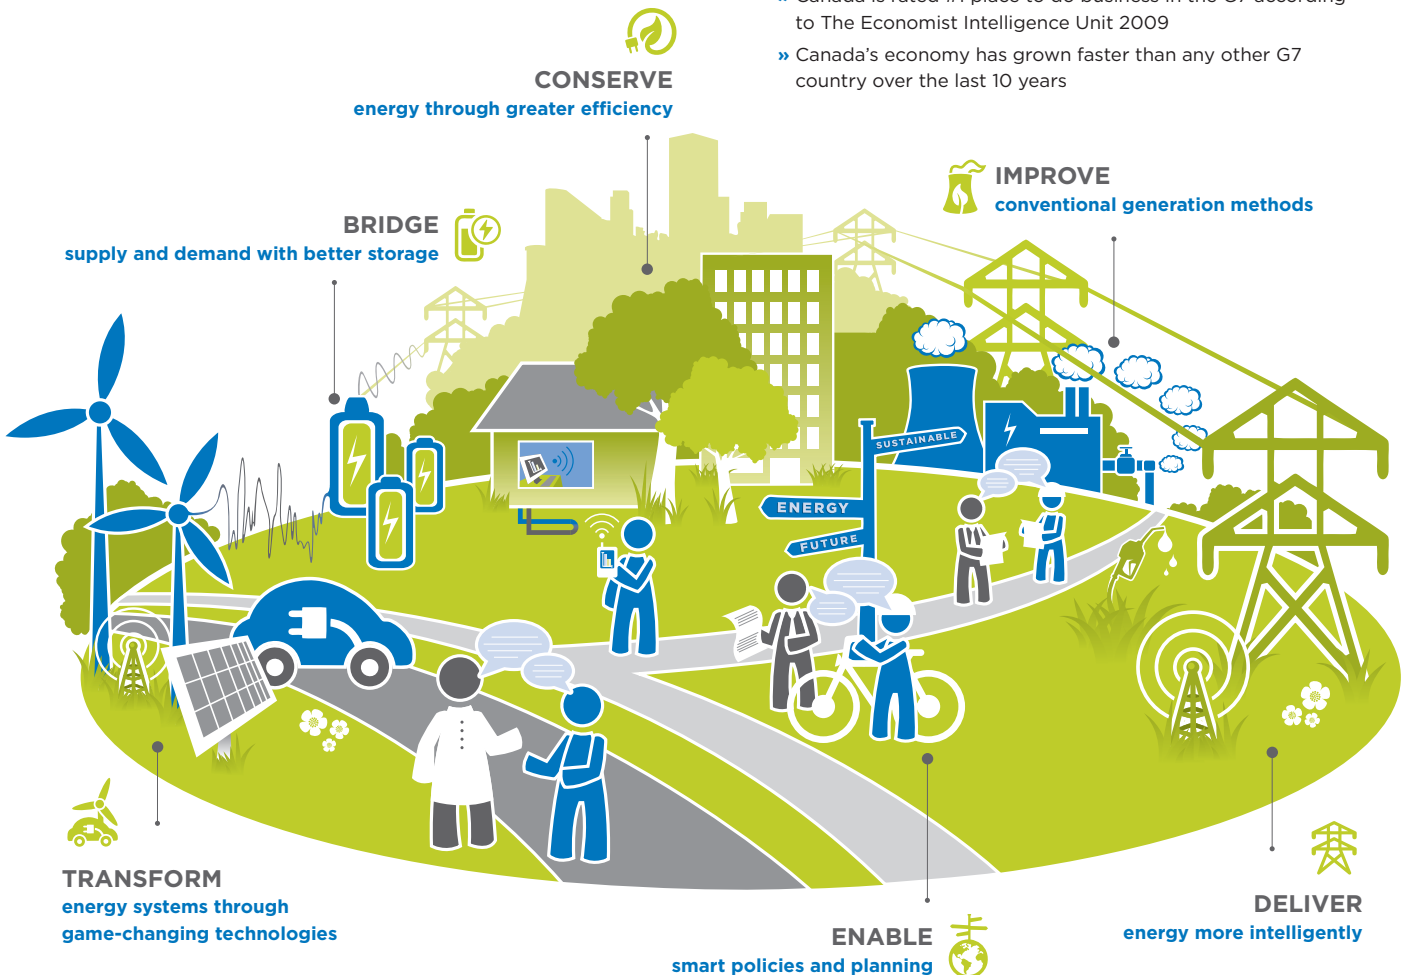 to The Economist Intelligence Unit 2009
» Canada's economy has grown faster than any other G7
country over the last 10 years
CONSERVE
energy through greater efficiency
IMPROVE
conventional generation methods
BRIDGE
supply and demand with better storage
SUSTAINABLE
ENERGY
FUTURE
TRANSFORM
energy systems through
game-changing technologies
ENABLE
smart policies and planning
DELIVER
energy more intelligently